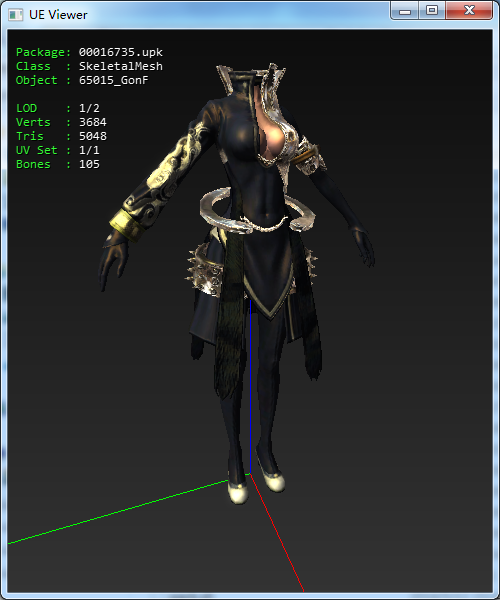 UE Viewer
Package: 00016735.upk
Class : SkeletalMesh
Object : 65015_GonF
LOD : 1/2
Verts : 3684
Tris : 5048
UV Set : 1/1
Bones : 105